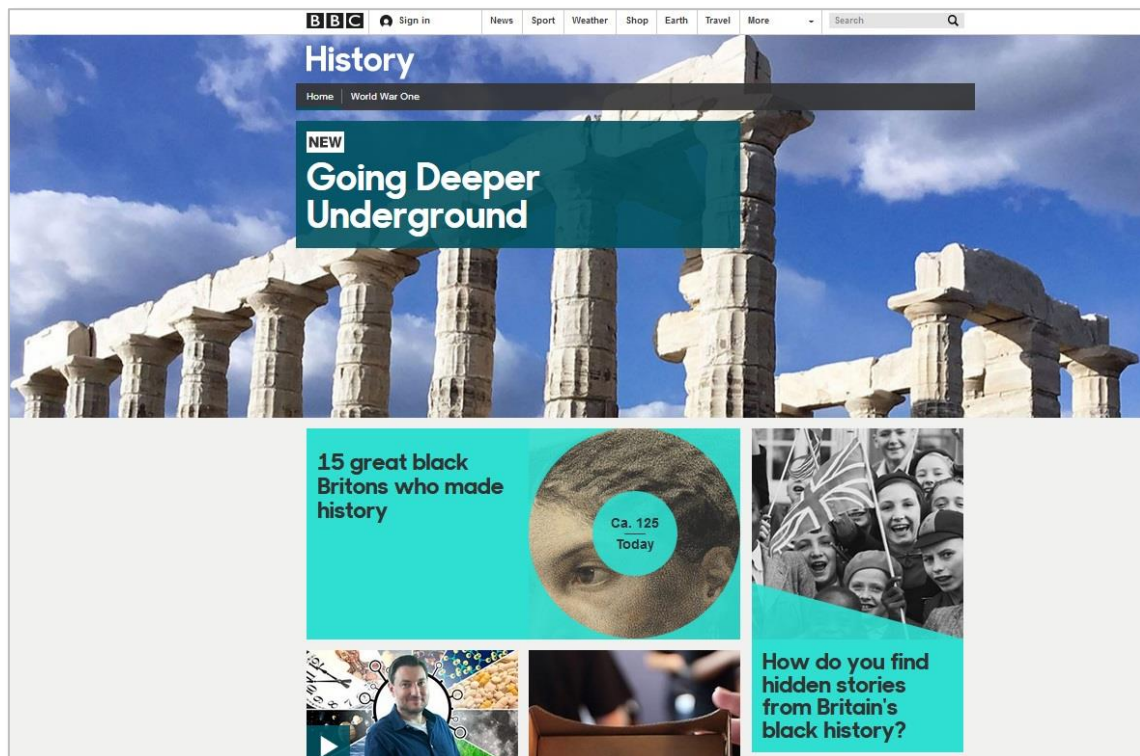 BBC Sign in News Sport Weather Shop Earth Travel More Search
History
Home World War One
NEW
Going Deeper
Underground
15 great black
Britons who made
history
Ca. 125
Today
How do you find
hidden stories
from Britain's
black history?